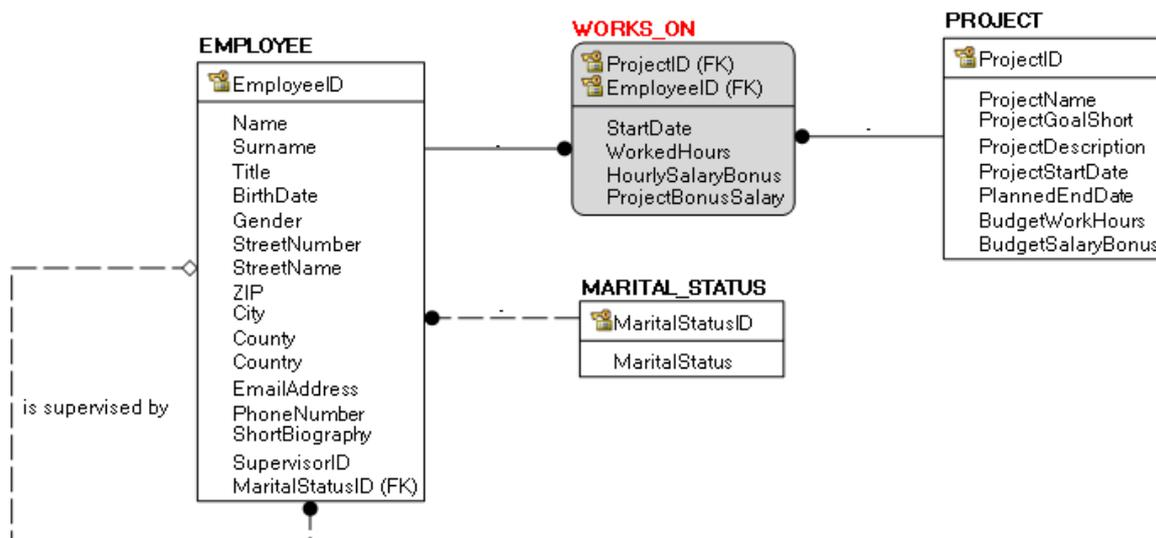 EMPLOYEE
EmployeeID
Name
Surname
Title
BirthDate
Gender
StreetNumber
StreetName
ZIP
City
County
Country
EmailAddress
PhoneNumber
ShortBiography
SupervisorID
MaritalStatusID (FK)
is supervised by
WORKS_ON
ProjectID (FK)
EmployeeID (FK)
StartDate
WorkedHours
HourlySalaryBonus
ProjectBonusSalary
MARITAL_STATUS
MaritalStatusID
MaritalStatus
PROJECT
ProjectID
ProjectName
ProjectGoalShort
ProjectDescription
ProjectStartDate
PlannedEndDate
BudgetWorkHours
BudgetSalaryBonus